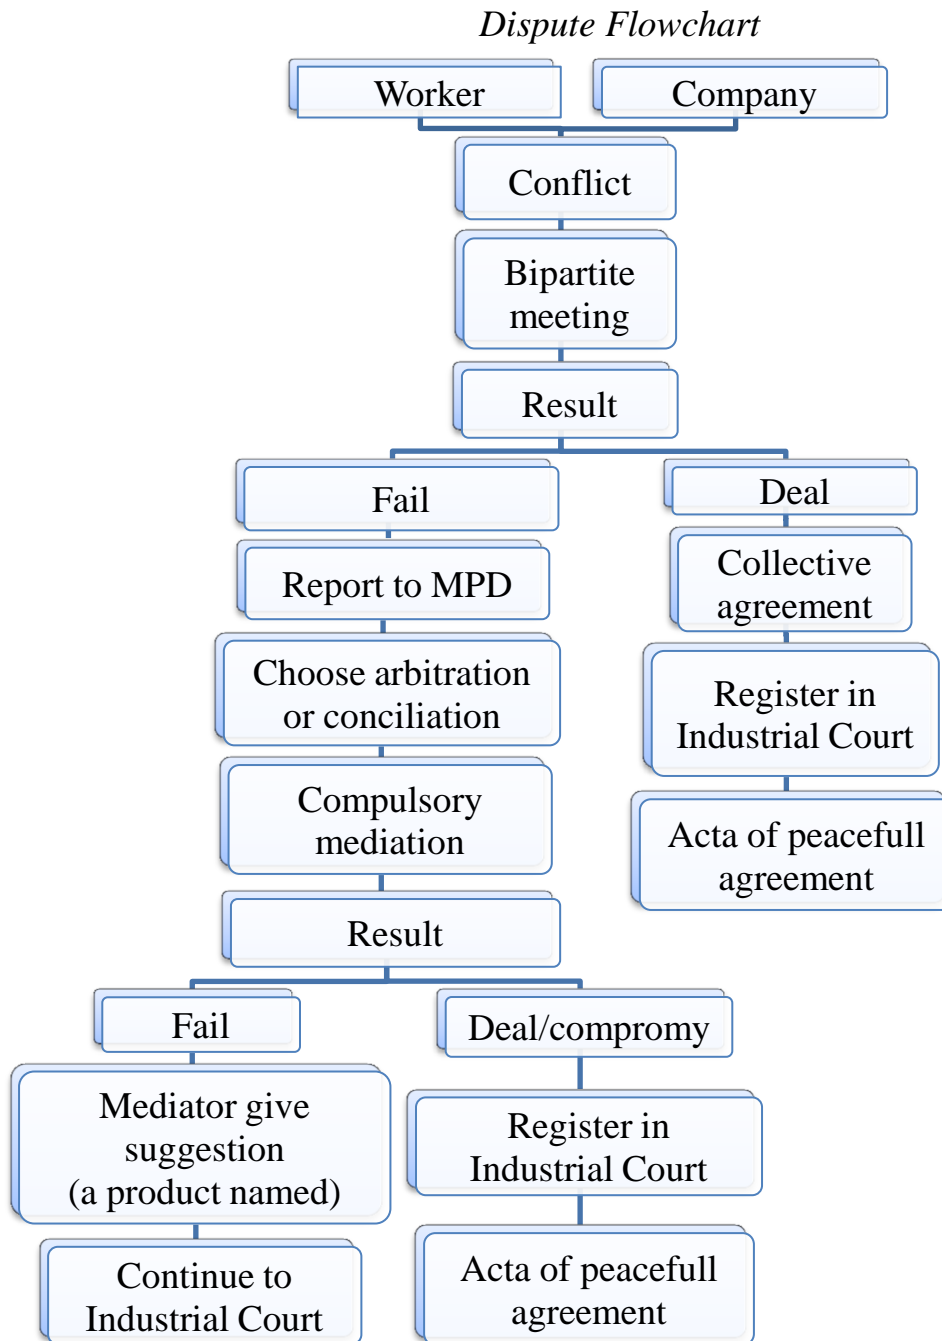 Dispute Flowchart
Worker
Company
Conflict
Bipartite
meeting
Result
Fail
Deal
Report to MPD
Collective
agreement
Choose arbitration
or conciliation
Register in
Industrial Court
Compulsory
mediation
Acta of peacefull
agreement
Result
Fail
Deal/compromy
Mediator give
suggestion
(a product named)
Register in
Industrial Court
Continue to
Industrial Court
Acta of peacefull
agreement